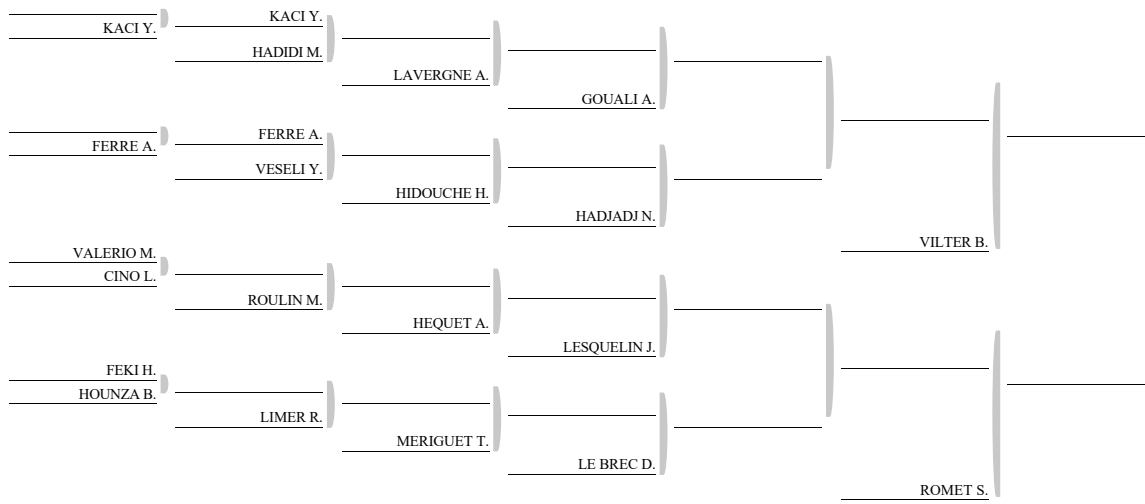 KACI Y.
KACI Y.
HADIDI M.
LAVERGNE A.
GOUALI A.
FERRE A.
FERRE A.
VESELI Y.
HIDOUCHE H.
HADJADJ N.
VILTER B.
VALERIO M.
CINO L.
ROULIN M.
HEQUET A.
LESQUELIN J.
FEKI H.
HOUNZA B.
LIMER R.
MERIGUET T.
LE BREC D.
ROMET S.